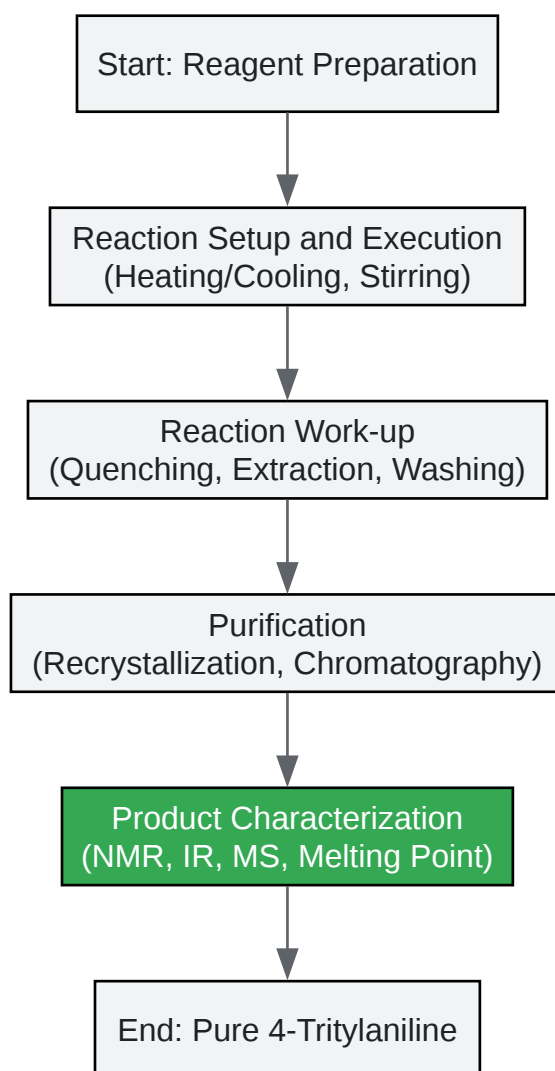 Start: Reagent Preparation
Reaction Setup and Execution
(Heating/Cooling, Stirring)
Reaction Work-up
(Quenching, Extraction, Washing)
Purification
(Recrystallization, Chromatography)
Product Characterization
(NMR, IR, MS, Melting Point)
End: Pure 4-Tritylaniline